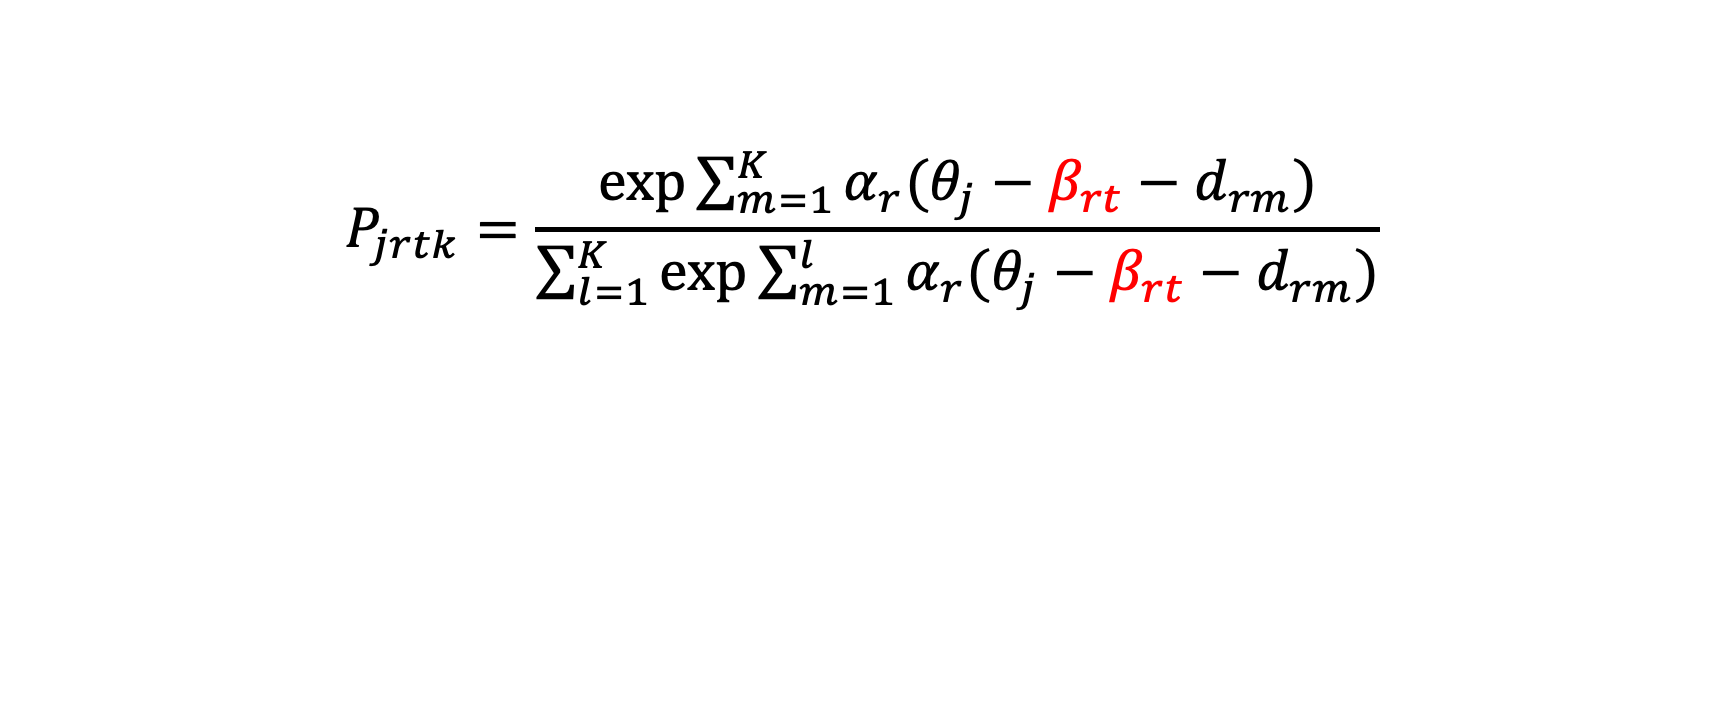 $P_{jrtk} = \frac{\exp \sum_{m=1}^{K} \alpha_r (\theta_j - \beta_{rt} - d_{rm})}{\sum_{l=1}^{K} \exp \sum_{m=1}^{l} \alpha_r (\theta_j - \beta_{rt} - d_{rm})}$